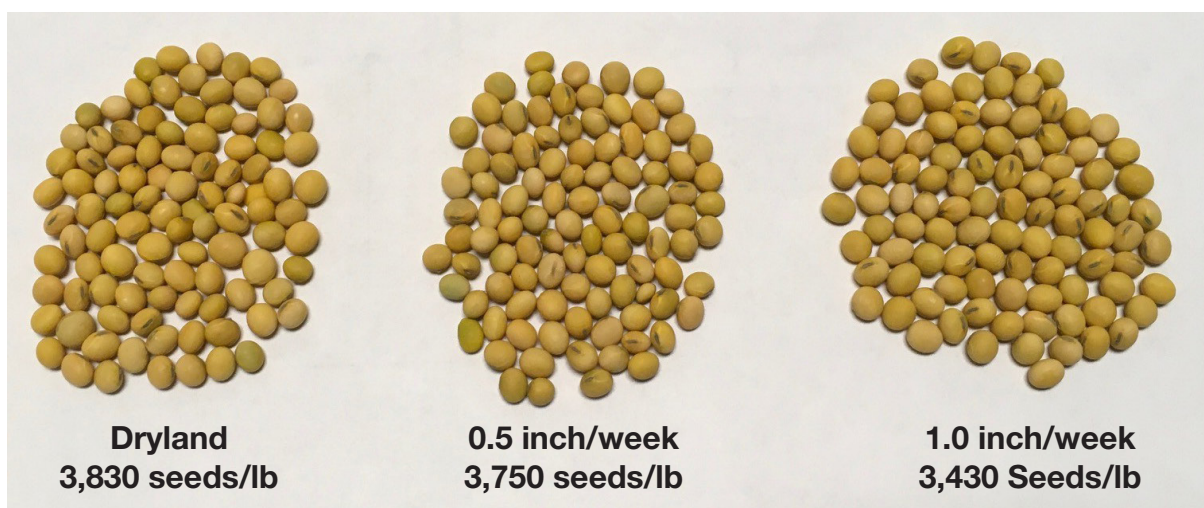 Dryland
3,830 seeds/lb
0.5 inch/week
3,750 seeds/lb
1.0 inch/week
3,430 Seeds/lb